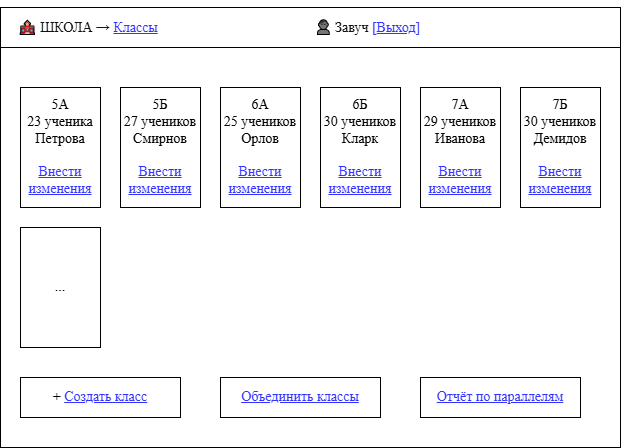 ШКОЛА → Классы
Завуч [Выход]
5А
23 ученика
Петрова
Внести
изменения
5Б
27 учеников
Смирнов
Внести
изменения
6А
25 учеников
Орлов
Внести
изменения
6Б
30 учеников
Кларк
Внести
изменения
7А
29 учеников
Иванова
Внести
изменения
7Б
30 учеников
Демидов
Внести
изменения
...
+ Создать класс
Объединить классы
Отчёт по параллелям